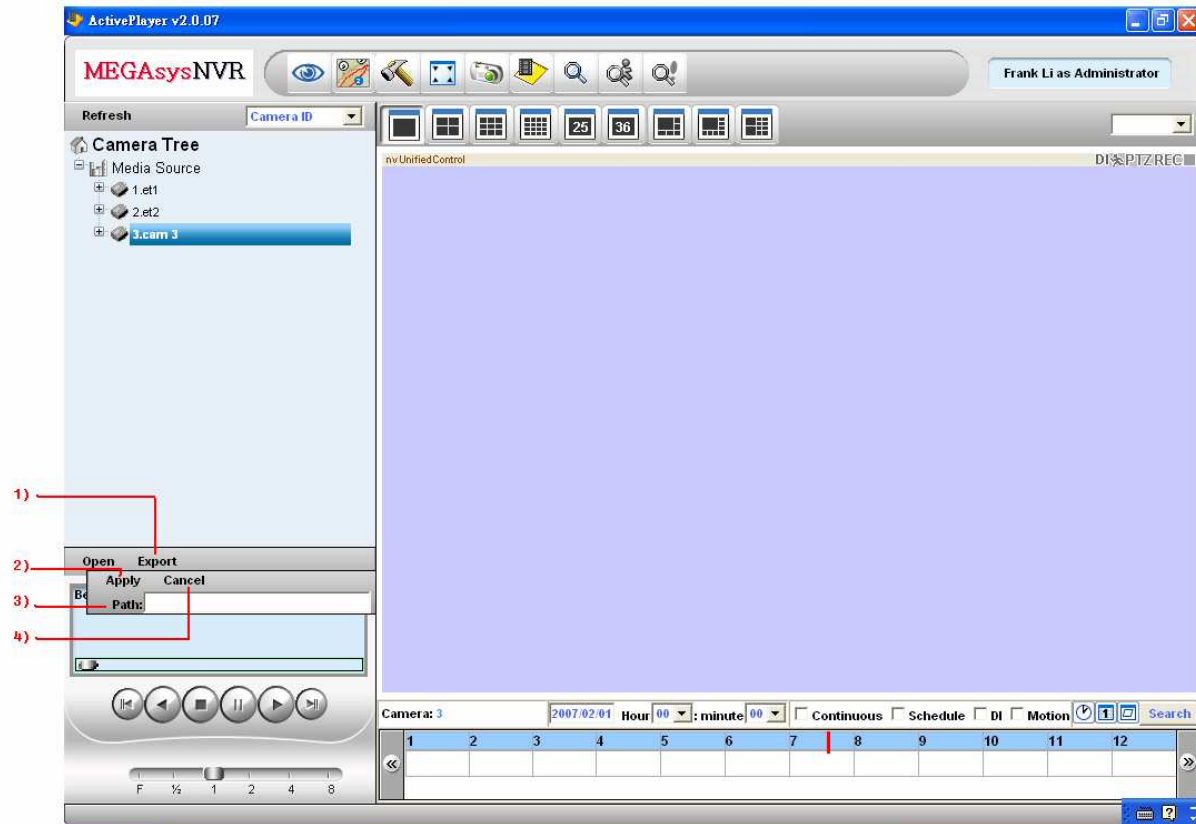 ActivePlayer v2.0.07
MEGAsysNVR
Frank Li as Administrator
Refresh
Camera ID
25
36
Camera Tree
nvUnifiedControl
DI PTZ REC
Media Source
1.et1
2.et2
3.cam 3
1)
Open Export
2)
Apply Cancel
3)
Be
Path:
4)
Camera: 3 2007/02/01 Hour 00 : minute 00 Continuous Schedule DI Motion 1 Search
1 2 3 4 5 6 7 8 9 10 11 12
« »
F ½ 1 2 4 8